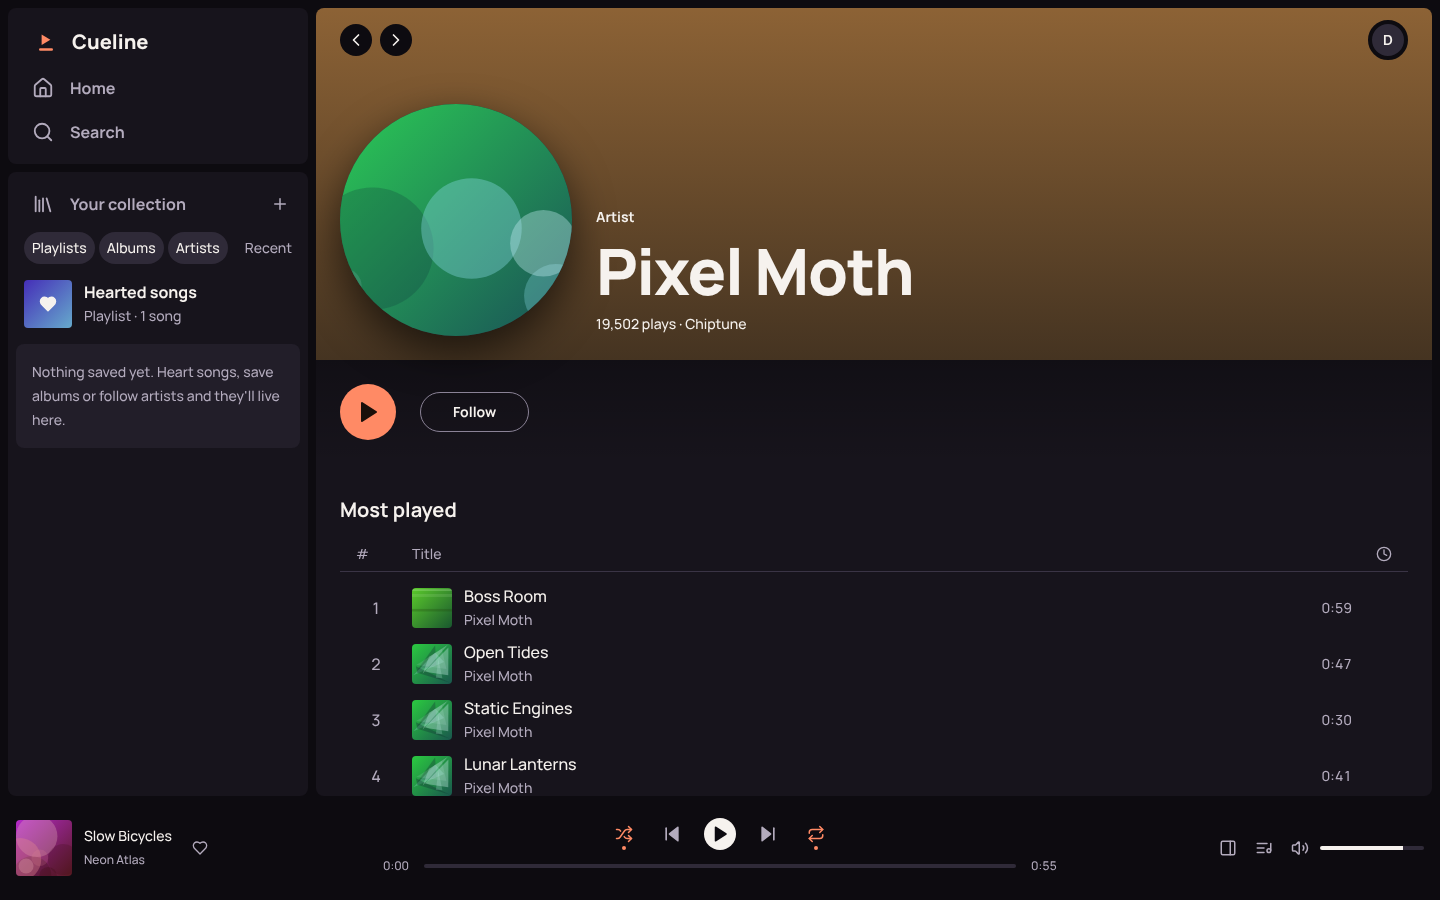 Cueline
Home
Search
Your collection
Playlists Albums Artists Recent
Hearted songs
Playlist · 1 song
Nothing saved yet. Heart songs, save
albums or follow artists and they'll live
here.
D
Artist
Pixel Moth
19,502 plays · Chiptune
Follow
Most played
# Title
1 Boss Room 0:59
Pixel Moth
2 Open Tides 0:47
Pixel Moth
3 Static Engines 0:30
Pixel Moth
4 Lunar Lanterns 0:41
Pixel Moth
Slow Bicycles
Neon Atlas
0:00 0:55